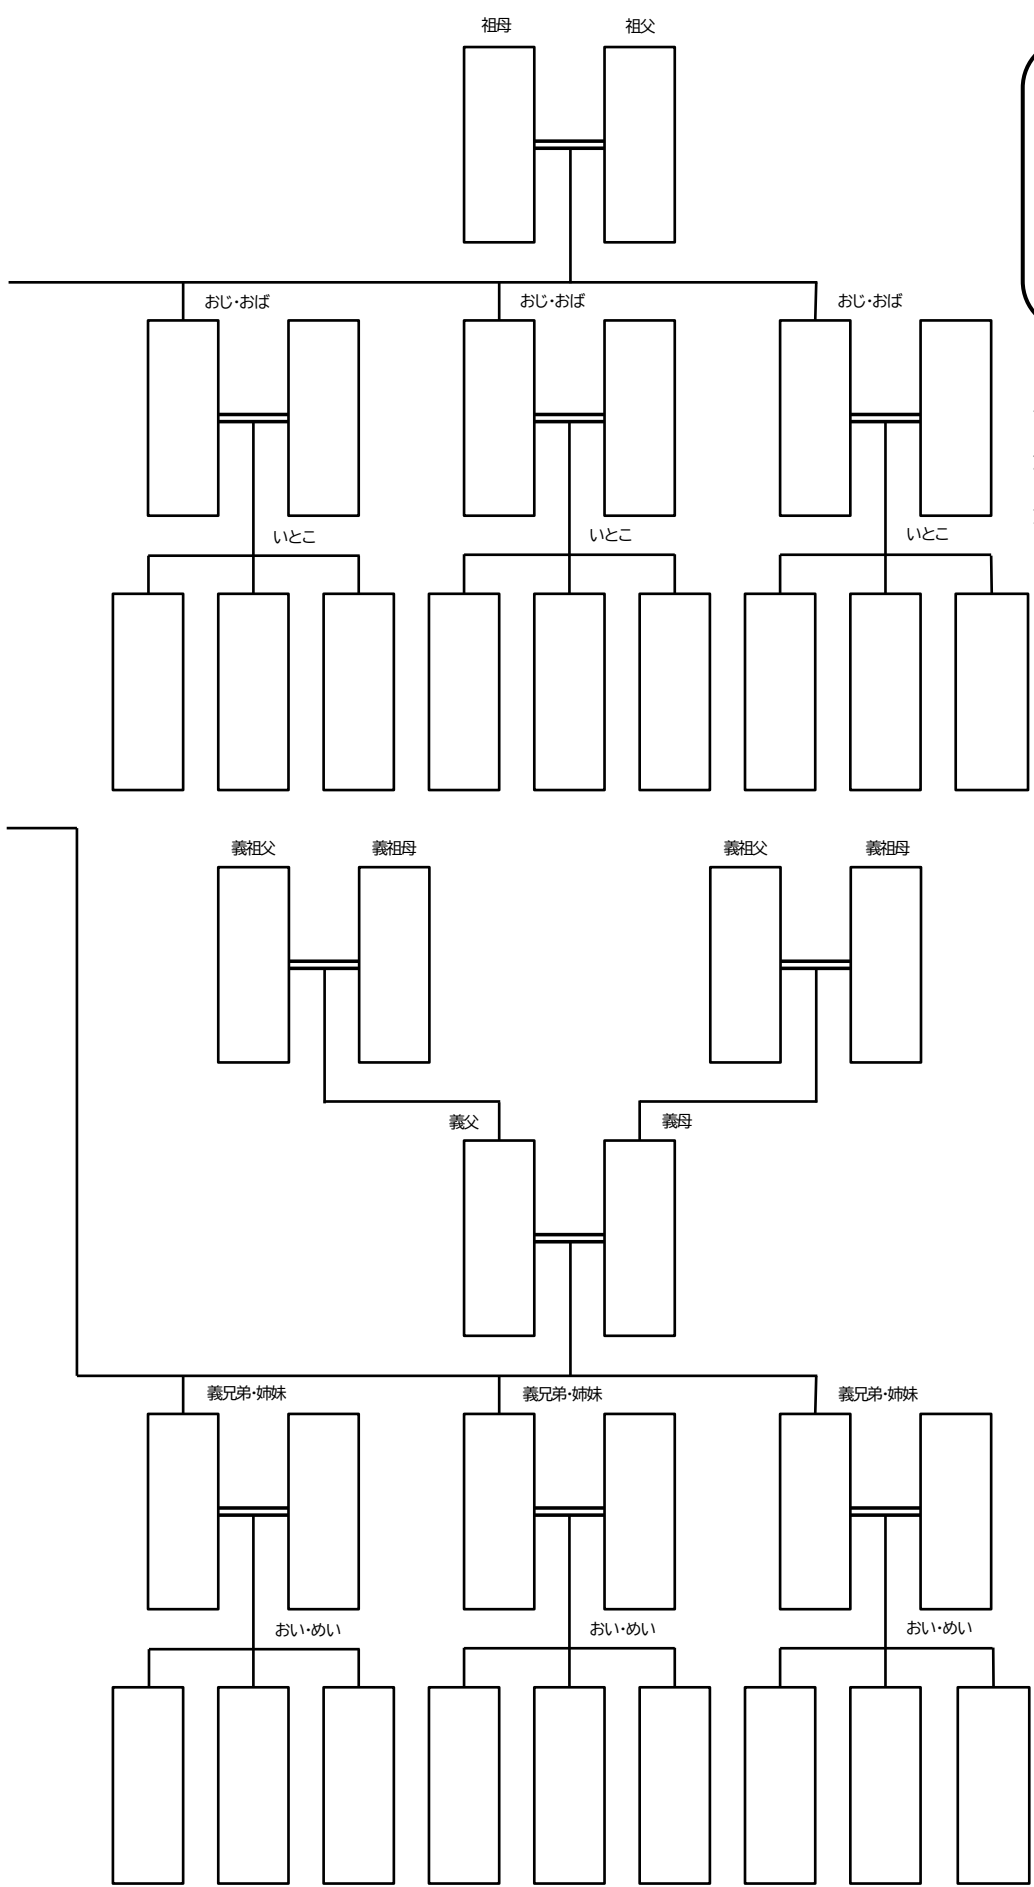 祖母
祖父
おじ・おば
おじ・おば
おじ・おば
いとこ
いとこ
いとこ
義祖父
義祖母
義祖父
義祖母
義父
義母
義兄弟・姉妹
義兄弟・姉妹
義兄弟・姉妹
おい・めい
おい・めい
おい・めい